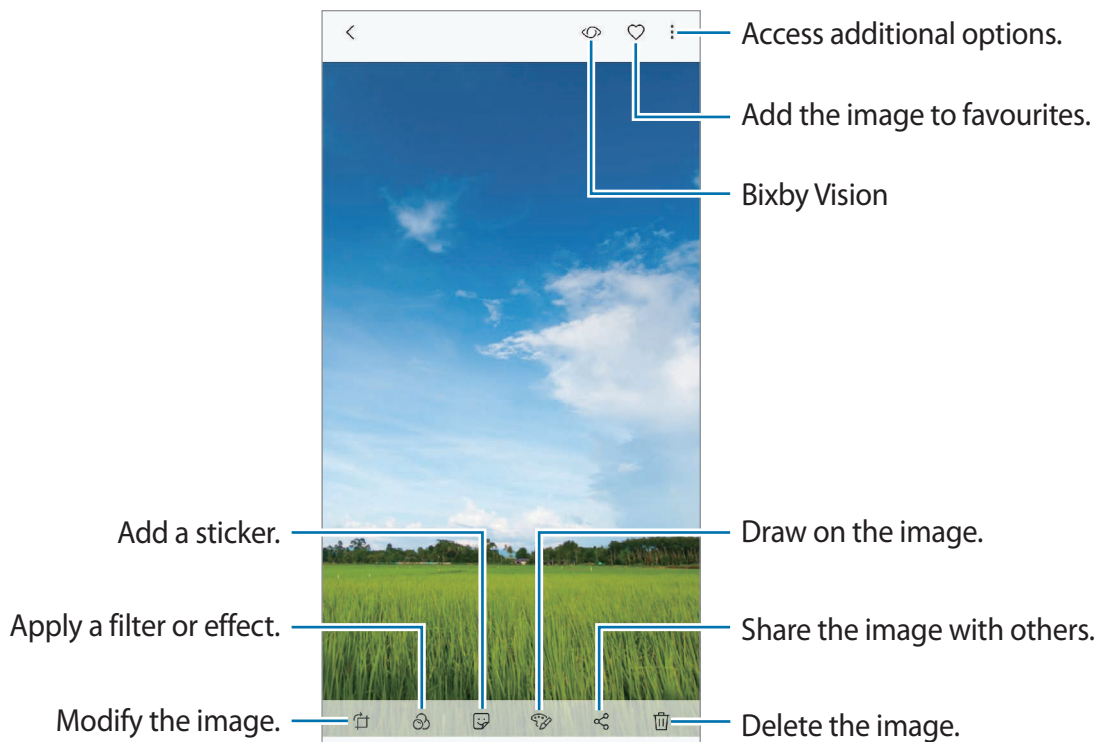 Access additional options.
Add the image to favourites.
Bixby Vision
Add a sticker.
Draw on the image.
Apply a filter or effect.
Share the image with others.
Modify the image.
Delete the image.